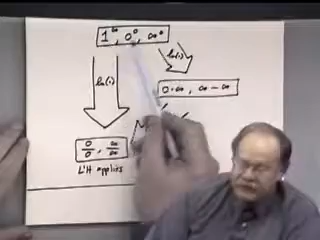 1^∞, 0^0, ∞^0
ln(·) ln(·)
0·∞, ∞-∞
0/0, ∞/∞
L'H applies